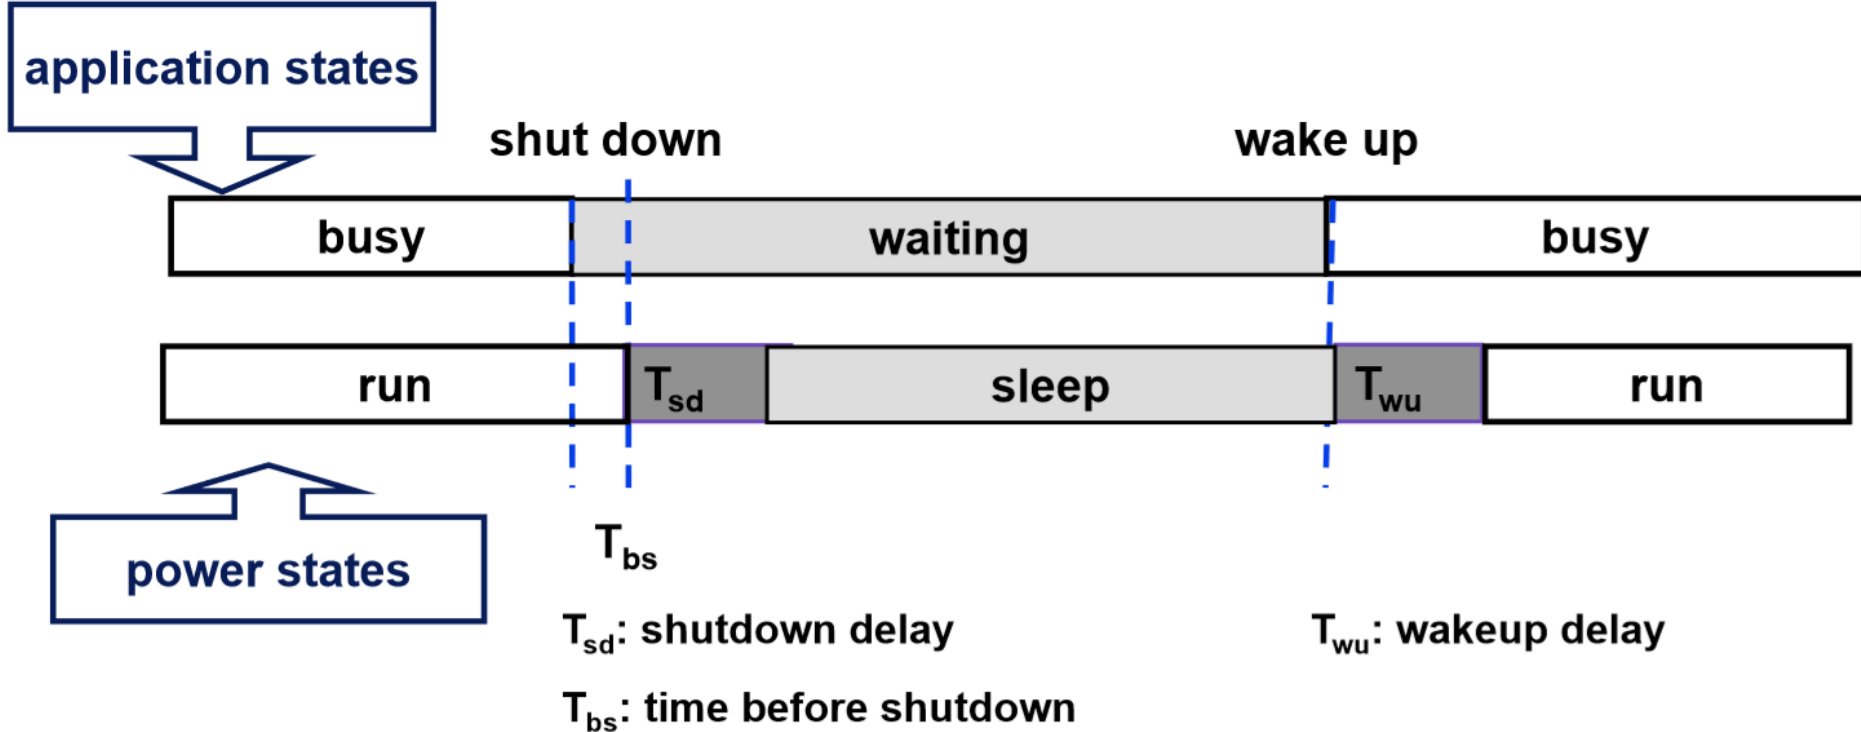 application states
shut down
wake up
busy
waiting
busy
run
Tsd
sleep
Twu
run
power states
Tbs
Tsd: shutdown delay
Twu: wakeup delay
Tbs: time before shutdown